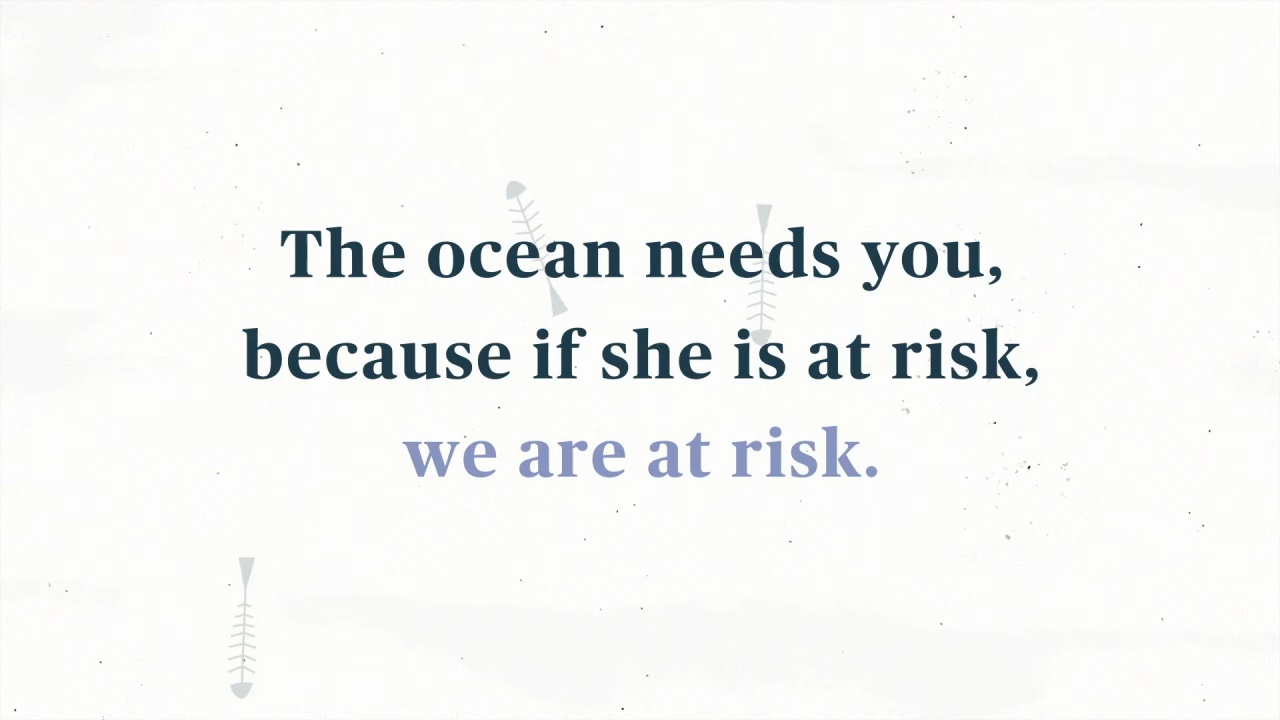 The ocean needs you,
because if she is at risk,
we are at risk.